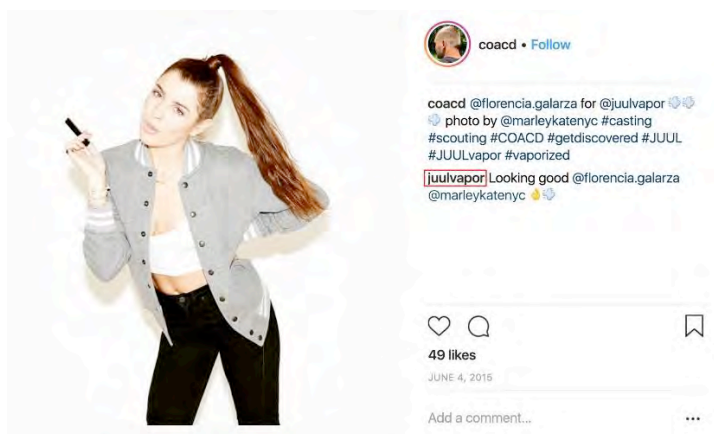 coacd • Follow
coacd @florencia.galarza for @juulvapor 💨💨
💨 photo by @marleykatenyc #casting
#scouting #COACD #getdiscovered #JUUL
#JUULvapor #vaporized
juulvapor Looking good @florencia.galarza
@marleykatenyc 👌💨
49 likes
JUNE 4, 2015
Add a comment...